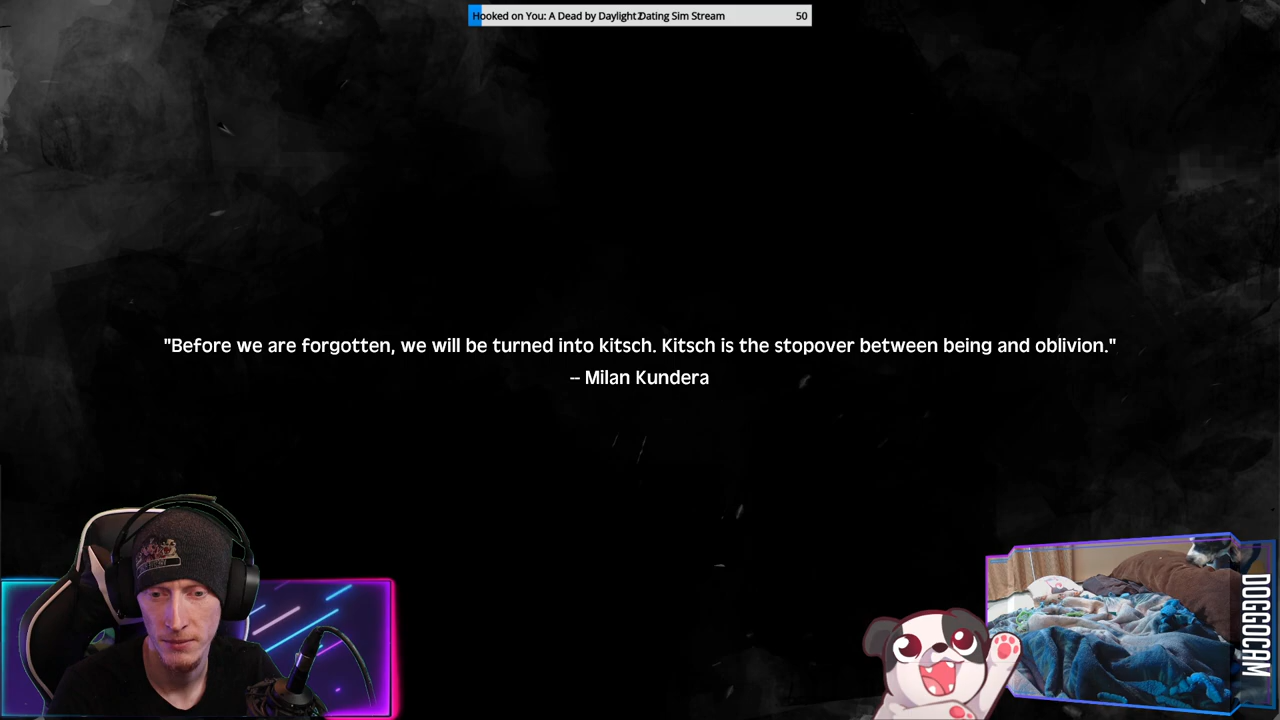 Hooked on You: A Dead by Daylight Dating Sim Stream 2 50
"Before we are forgotten, we will be turned into kitsch. Kitsch is the stopover between being and oblivion."
-- Milan Kundera
DOGGOCAM